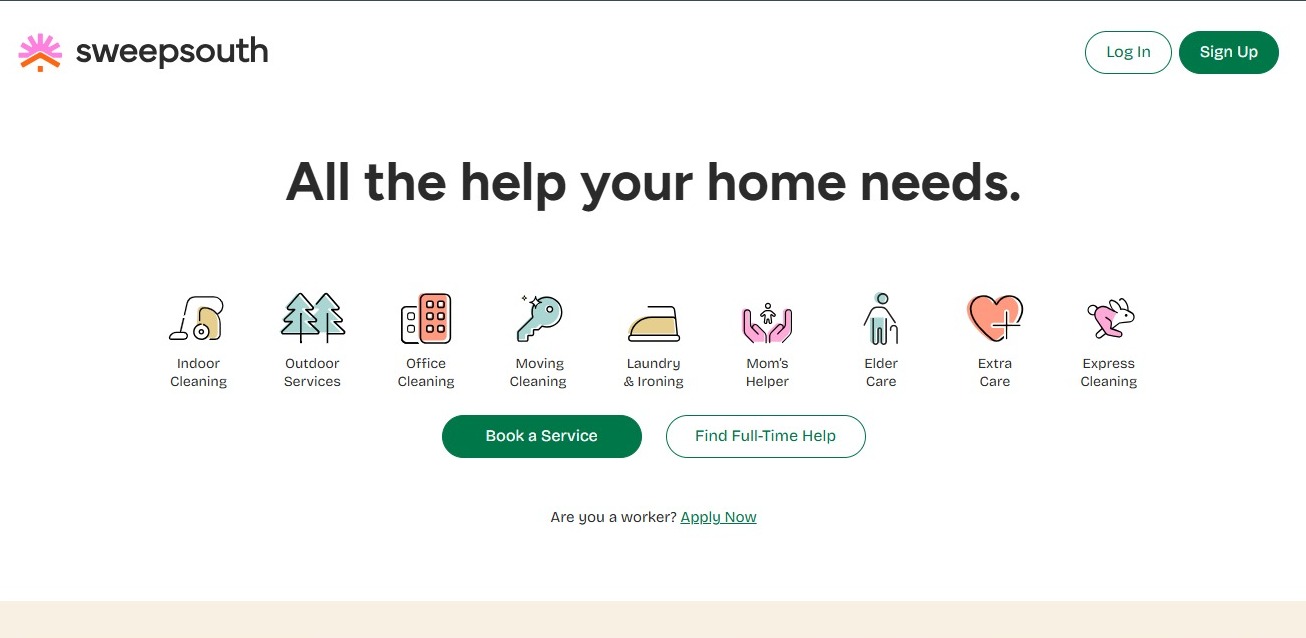 sweepsouth
Log In
Sign Up
All the help your home needs.
Indoor
Cleaning
Outdoor
Services
Office
Cleaning
Moving
Cleaning
Laundry
& Ironing
Mom's
Helper
Elder
Care
Extra
Care
Express
Cleaning
Book a Service
Find Full-Time Help
Are you a worker? Apply Now